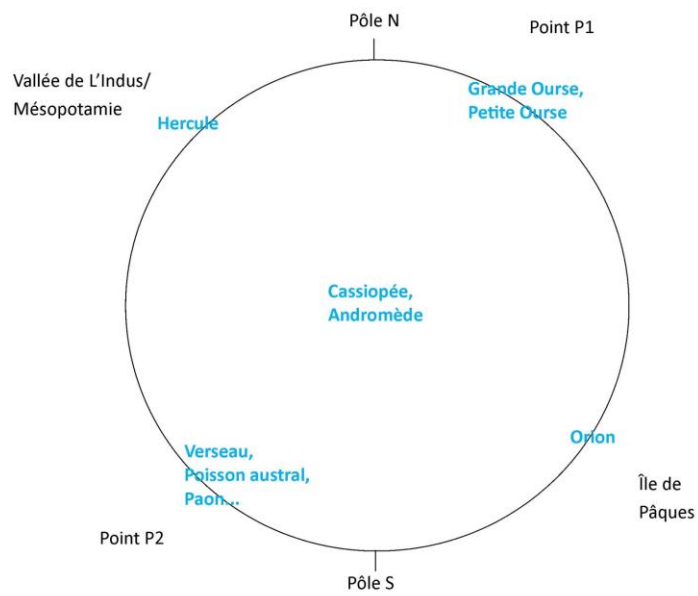 Pôle N
Point P1
Vallée de L'Indus/
Mésopotamie
Grande Ourse,
Petite Ourse
Hercule
Cassiopée,
Andromède
Orion
Verseau,
Poisson austral,
Paon...
Île de
Pâques
Point P2
Pôle S